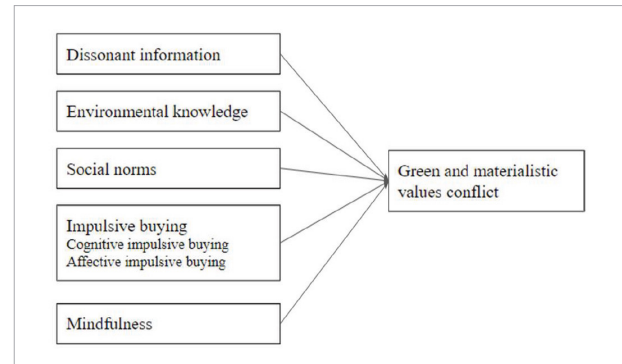 Dissonant information
Environmental knowledge
Social norms
Impulsive buying
Cognitive impulsive buying
Affective impulsive buying
Mindfulness
Green and materialistic
values conflict